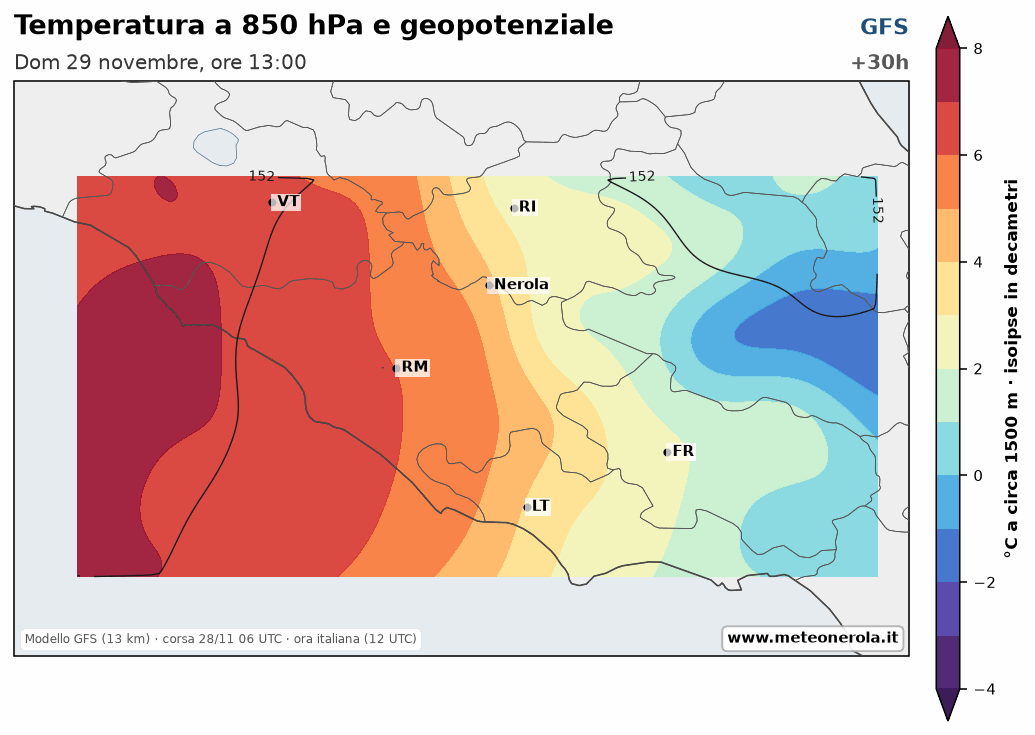 Temperatura a 850 hPa e geopotenziale
GFS
Dom 29 novembre, ore 13:00
+30h
152
152
152
VT
RI
Nerola
RM
FR
LT
8
6
4
2
0
−2
−4
°C a circa 1500 m · isoipse in decametri
Modello GFS (13 km) · corsa 28/11 06 UTC · ora italiana (12 UTC)
www.meteonerola.it